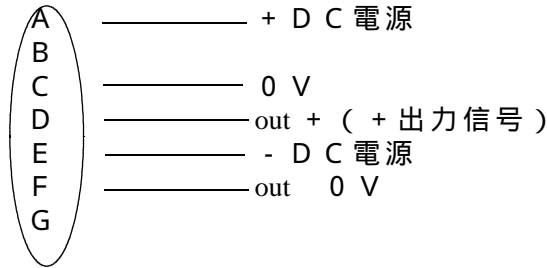 A + D C 電源
B
C 0 V
D out + ( + 出力信号 )
E - D C 電源
F out 0 V
G